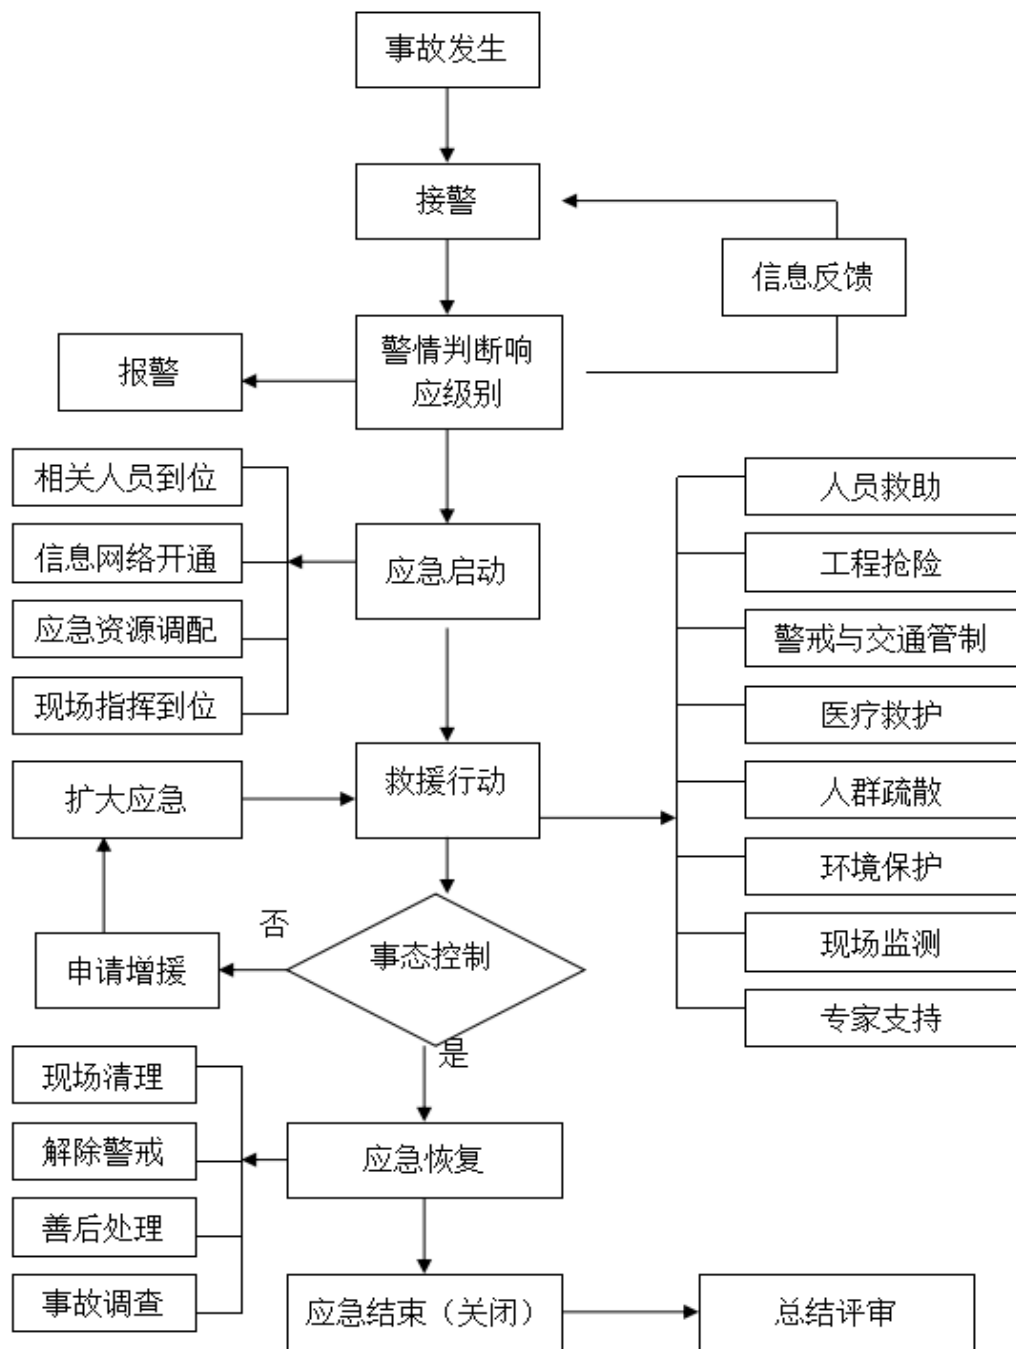 事故发生
接警
信息反馈
警情判断响
应级别
报警
相关人员到位
信息网络开通
应急资源调配
现场指挥到位
应急启动
人员救助
工程抢险
警戒与交通管制
医疗救护
人群疏散
环境保护
现场监测
专家支持
扩大应急
救援行动
否
申请增援
事态控制
是
现场清理
解除警戒
善后处理
事故调查
应急恢复
应急结束（关闭）
总结评审